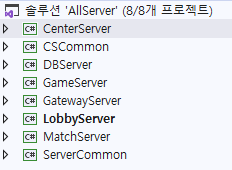 솔루션 'AllServer' (8/8개 프로젝트)
C# CenterServer
C# CSCommon
C# DBServer
C# GameServer
C# GatewayServer
C# LobbyServer
C# MatchServer
C# ServerCommon